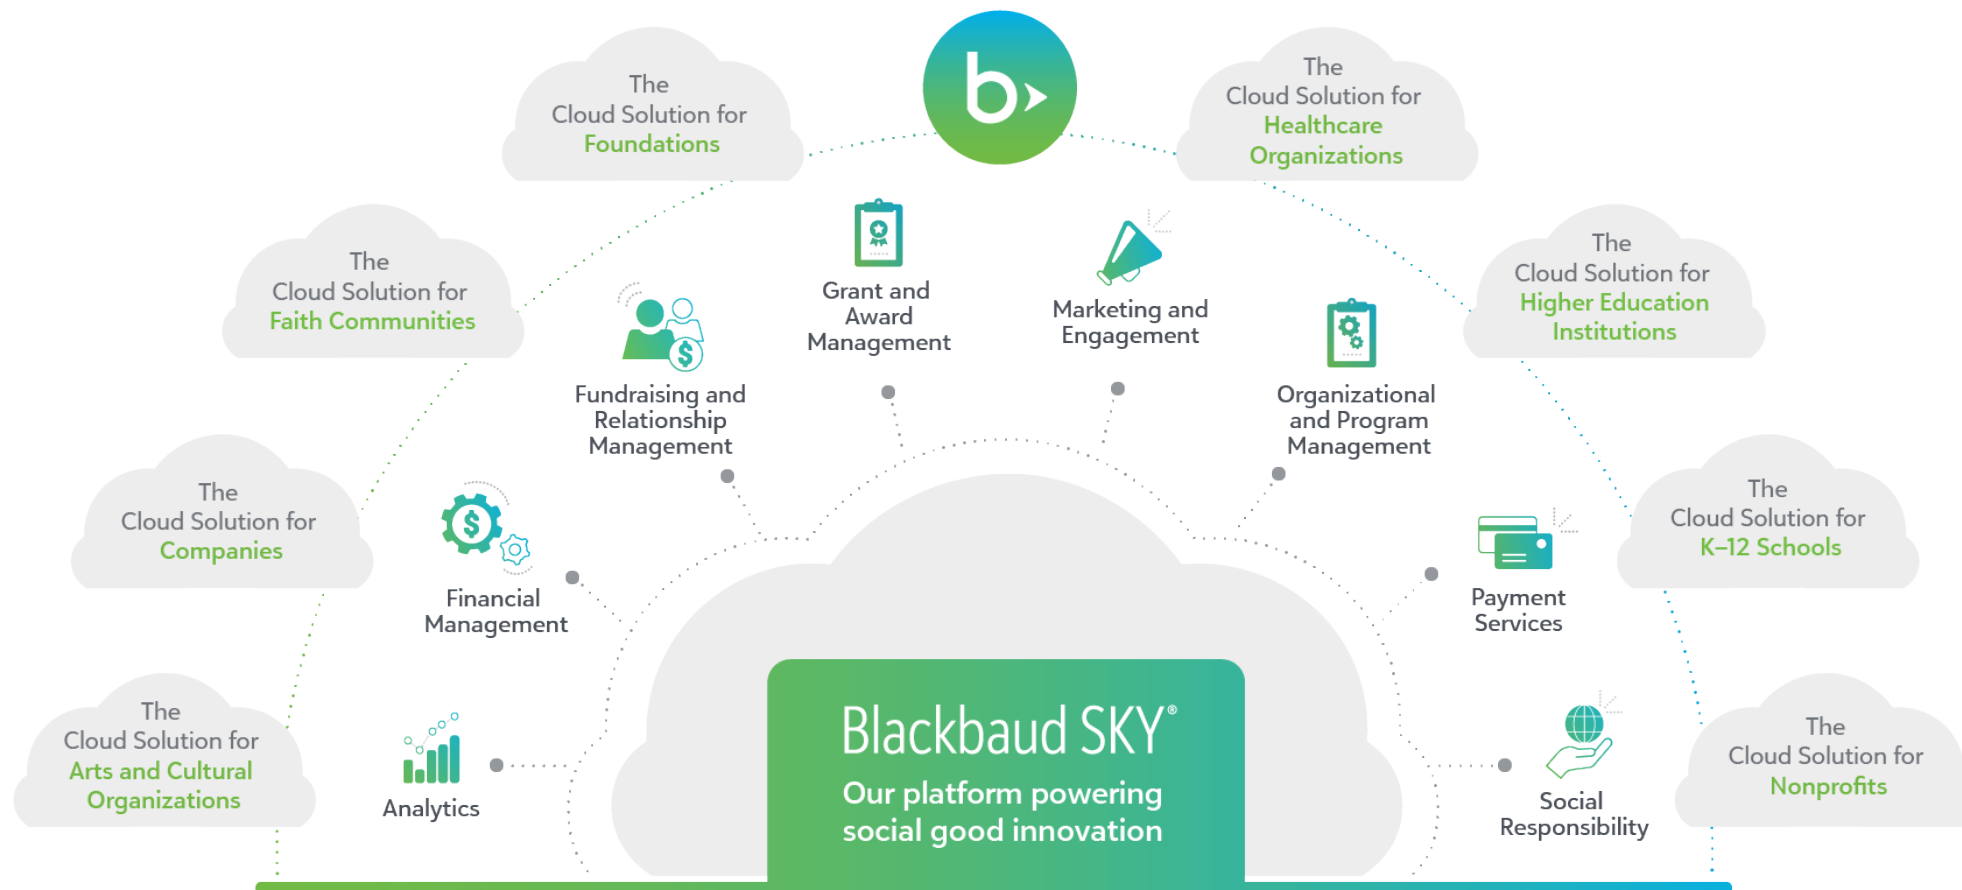 The
Cloud Solution for
Foundations
b
The
Cloud Solution for
Healthcare
Organizations
The
Cloud Solution for
Faith Communities
The
Cloud Solution for
Higher Education
Institutions
The
Cloud Solution for
Companies
The
Cloud Solution for
K–12 Schools
The
Cloud Solution for
Arts and Cultural
Organizations
The
Cloud Solution for
Nonprofits
Analytics
$
Financial
Management
$
Fundraising and
Relationship
Management
Grant and
Award
Management
Marketing and
Engagement
Organizational
and Program
Management
Payment
Services
Social
Responsibility
Blackbaud SKY®
Our platform powering
social good innovation